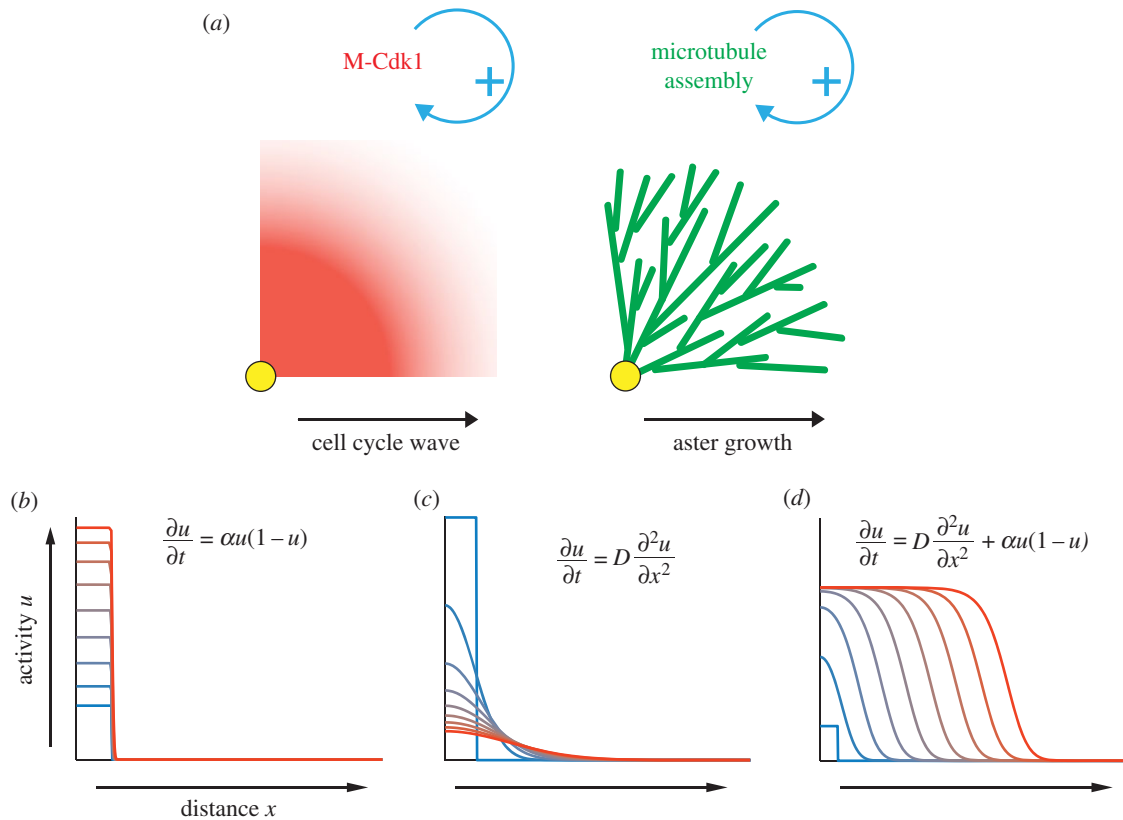 (a)
M-Cdk1
+
microtubule
assembly
+
cell cycle wave
aster growth
(b)
∂u/∂t = αu(1 – u)
activity u
distance x
(c)
∂u/∂t = D ∂²u/∂x²
(d)
∂u/∂t = D ∂²u/∂x² + αu(1 – u)